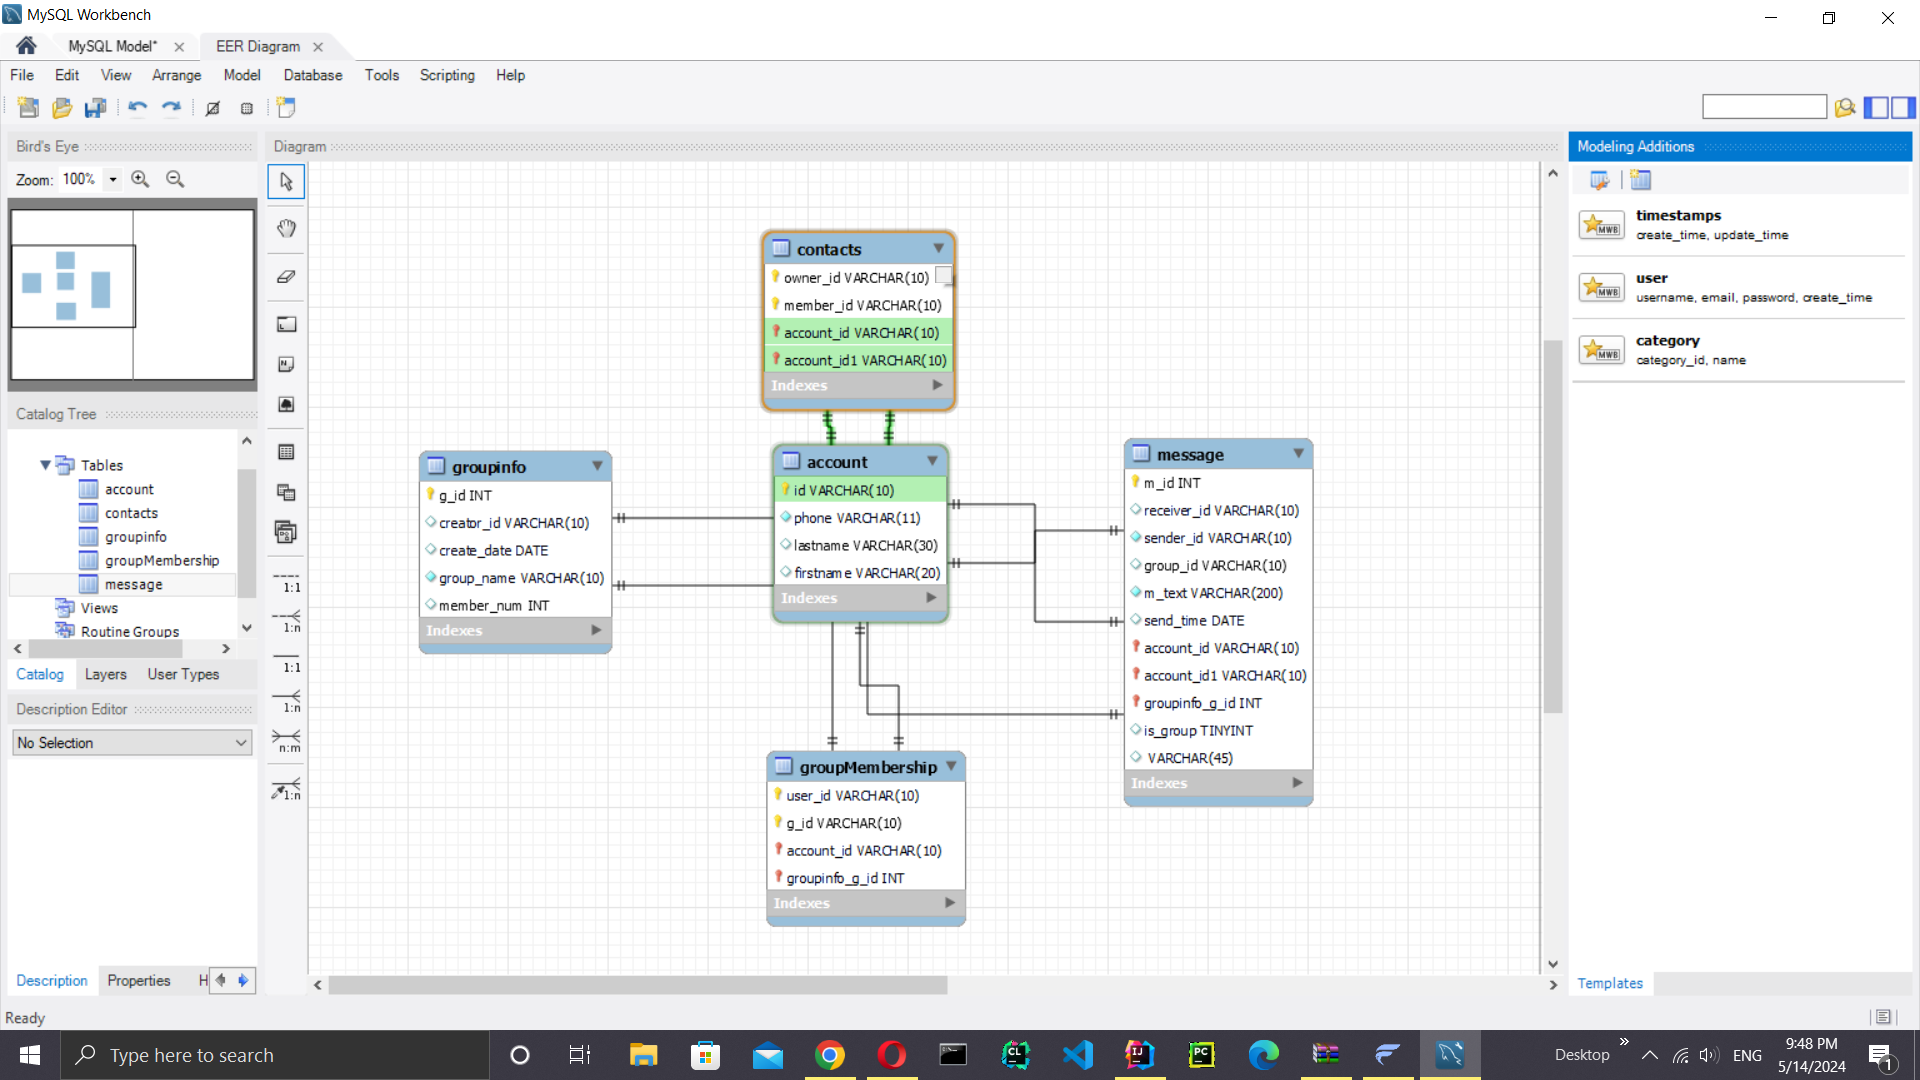 MySQL Workbench
MySQL Model*
EER Diagram
File Edit View Arrange Model Database Tools Scripting Help
Bird's Eye
Zoom: 100%
Catalog Tree
Tables
account
contacts
groupinfo
groupMembership
message
Views
Routine Groups
Catalog Layers User Types
Description Editor
No Selection
Description Properties H
Ready
Diagram
1:1
1:n
1:1
1:n
n:m
1:n
contacts
owner_id VARCHAR(10)
member_id VARCHAR(10)
account_id VARCHAR(10)
account_id1 VARCHAR(10)
Indexes
groupinfo
g_id INT
creator_id VARCHAR(10)
create_date DATE
group_name VARCHAR(10)
member_num INT
Indexes
account
id VARCHAR(10)
phone VARCHAR(11)
lastname VARCHAR(30)
firstname VARCHAR(20)
Indexes
message
m_id INT
receiver_id VARCHAR(10)
sender_id VARCHAR(10)
group_id VARCHAR(10)
m_text VARCHAR(200)
send_time DATE
account_id VARCHAR(10)
account_id1 VARCHAR(10)
groupinfo_g_id INT
is_group TINYINT
VARCHAR(45)
Indexes
groupMembership
user_id VARCHAR(10)
g_id VARCHAR(10)
account_id VARCHAR(10)
groupinfo_g_id INT
Indexes
Modeling Additions
MWB
timestamps
create_time, update_time
MWB
user
username, email, password, create_time
MWB
category
category_id, name
Templates
Type here to search
CL
IJ
PC
Desktop
ENG
9:48 PM
5/14/2024
1